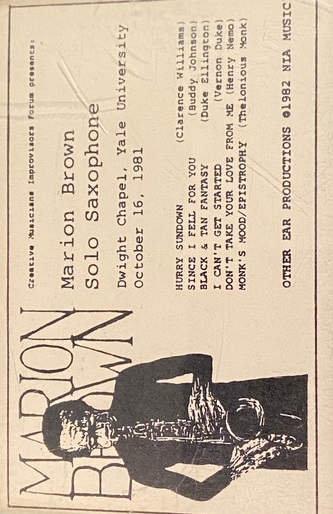 Creative Musicians Improvisors Forum presents:
MARION
BROWN
Marion Brown
Solo Saxophone
Dwight Chapel, Yale University
October 16, 1981
HURRY SUNDOWN (Clarence Williams)
SINCE I FELL FOR YOU (Buddy Johnson)
BLACK & TAN FANTASY (Duke Ellington)
I CAN'T GET STARTED (Vernon Duke)
DON'T TAKE YOUR LOVE FROM ME (Henry Nemo)
MONK'S MOOD/EPISTROPHY (Thelonious Monk)
OTHER EAR PRODUCTIONS ©1982 NIA MUSIC